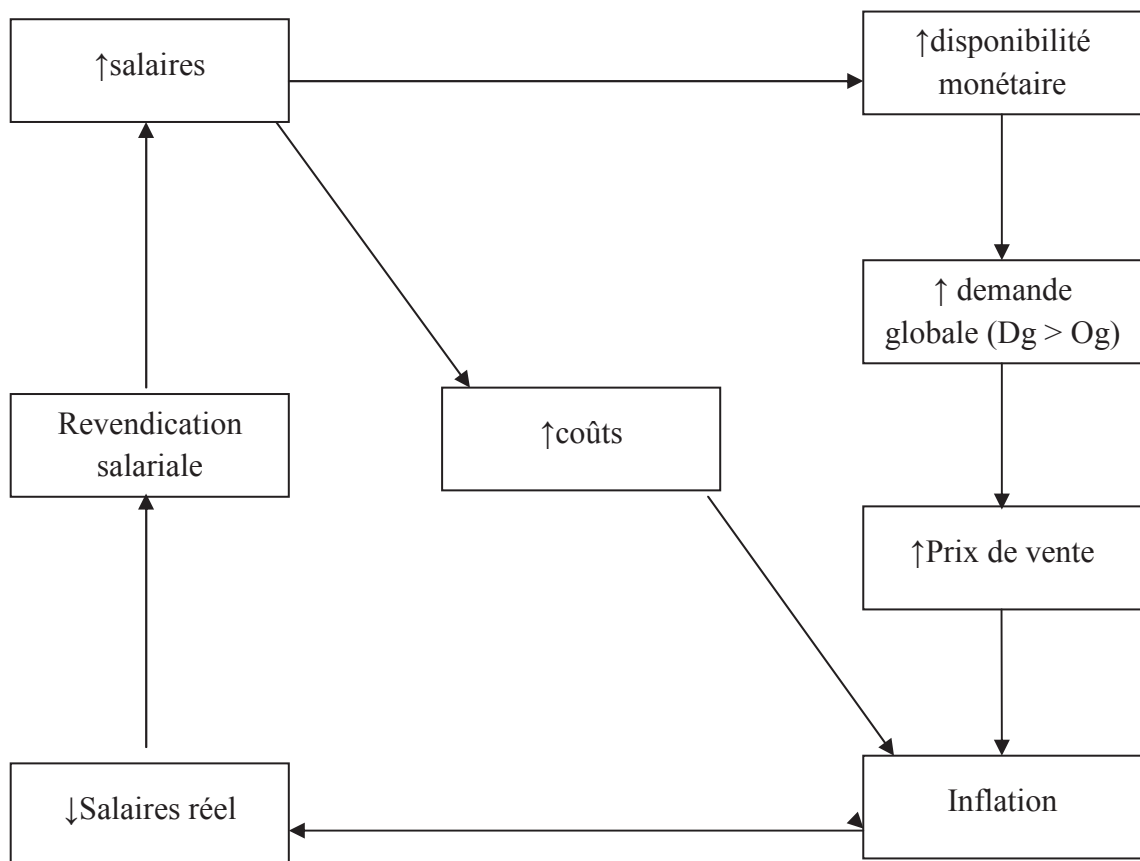 ↑salaires
↑disponibilité
monétaire
↑ demande
globale (Dg > Og)
Revendication
salariale
↑coûts
↑Prix de vente
↓Salaires réel
Inflation